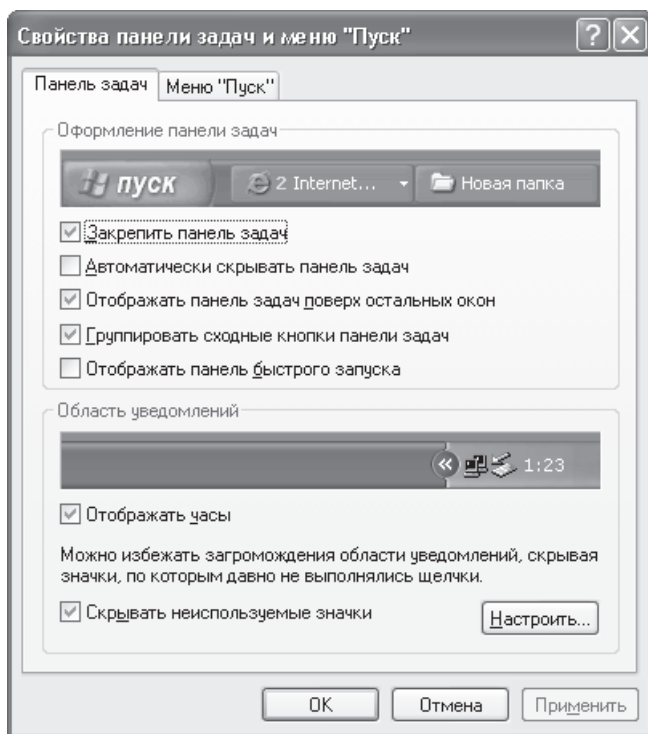 Свойства панели задач и меню "Пуск"
Панель задач Меню "Пуск"
Оформление панели задач
пуск 2 Internet... Новая папка
Закрепить панель задач
Автоматически скрывать панель задач
Отображать панель задач поверх остальных окон
Группировать сходные кнопки панели задач
Отображать панель быстрого запуска
Область уведомлений
1:23
Отображать часы
Можно избежать загромождения области уведомлений, скрывая
значки, по которым давно не выполнялись щелчки.
Скрывать неиспользуемые значки Настроить...
OK Отмена Применить